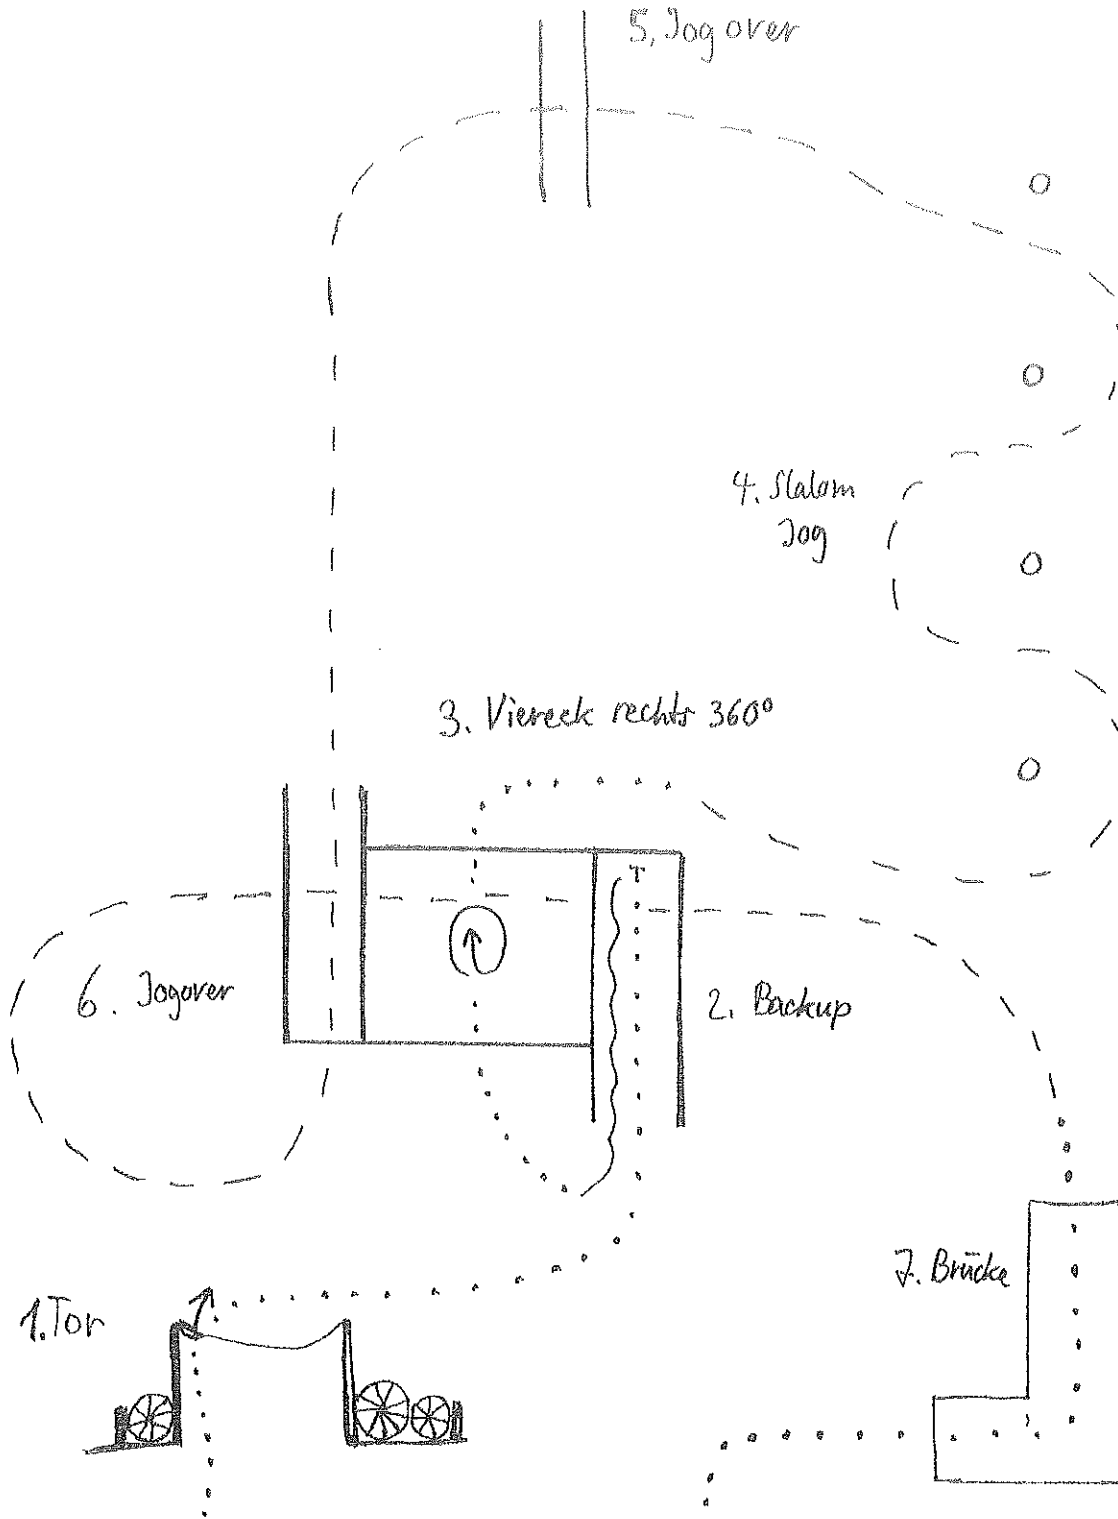 5. Jog over
4. Slalom
Jog
3. Viereck rechts 360°
6. Jogover
2. Backup
7. Brücke
1. Tor